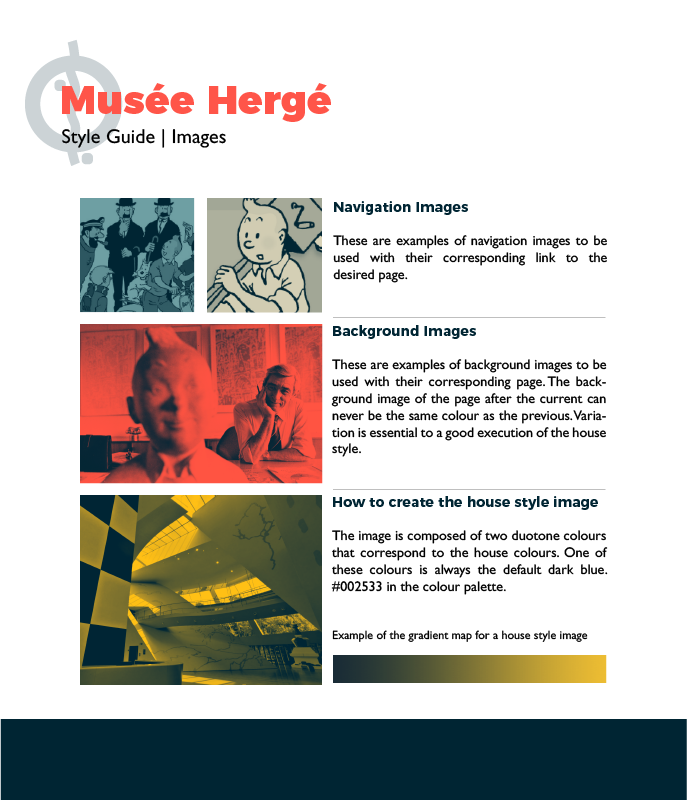 Musée Hergé
Style Guide | Images
Navigation Images
These are examples of navigation images to be
used with their corresponding link to the
desired page.
Background Images
These are examples of background images to be
used with their corresponding page. The back-
ground image of the page after the current can
never be the same colour as the previous. Varia-
tion is essential to a good execution of the house
style.
How to create the house style image
The image is composed of two duotone colours
that correspond to the house colours. One of
these colours is always the default dark blue.
#002533 in the colour palette.
Example of the gradient map for a house style image